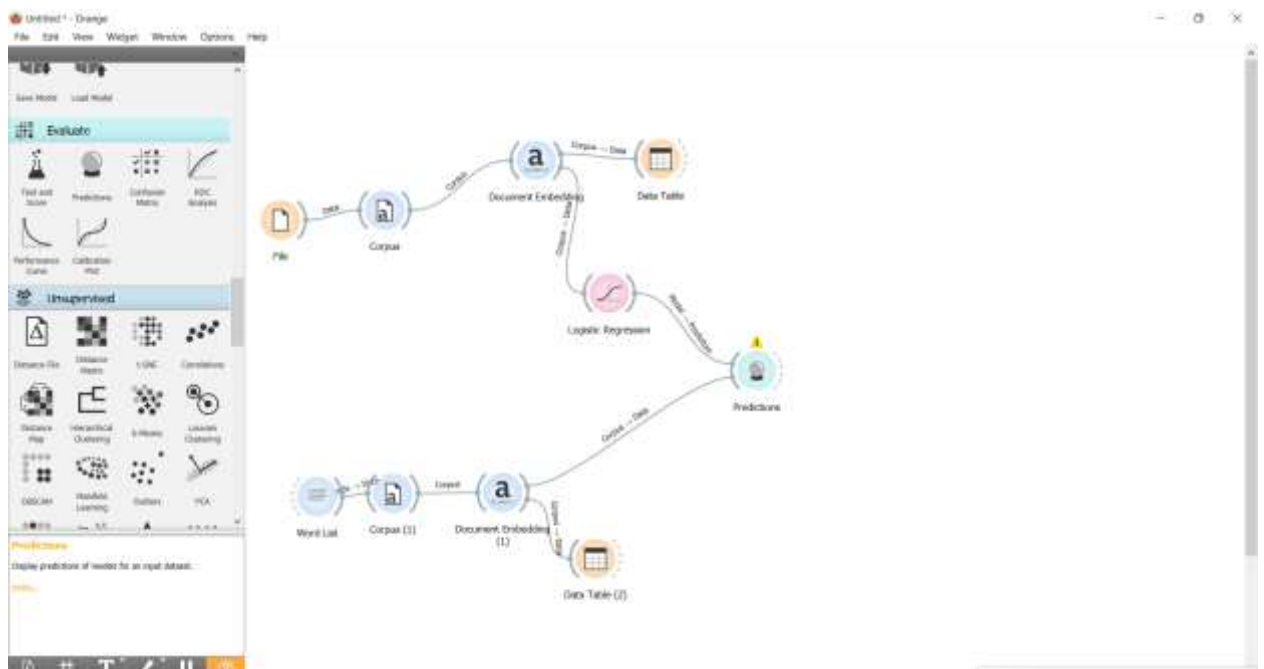 Untitled * - Orange
File Edit View Widget Window Options Help
Save Model Load Model
Evaluate
Test and Score Predictions Confusion Matrix ROC Analysis
Performance Curve Calibration Plot
Unsupervised
Distance File Distance Matrix t-SNE Correlations
Distance Map Hierarchical Clustering k-Means Louvain Clustering
DBSCAN Manifold Learning Outliers PCA
Predictions
Display predictions of models for an input dataset.
File
Data
Corpus
Corpus
a
Document Embedding
Corpus → Data
Data Table
Corpus → Data
Logistic Regression
Model → Predictors
Predictions
Corpus → Data
Word List
Corpus (1)
Corpus
a
Document Embedding
(1)
Corpus → Data
Data Table (2)